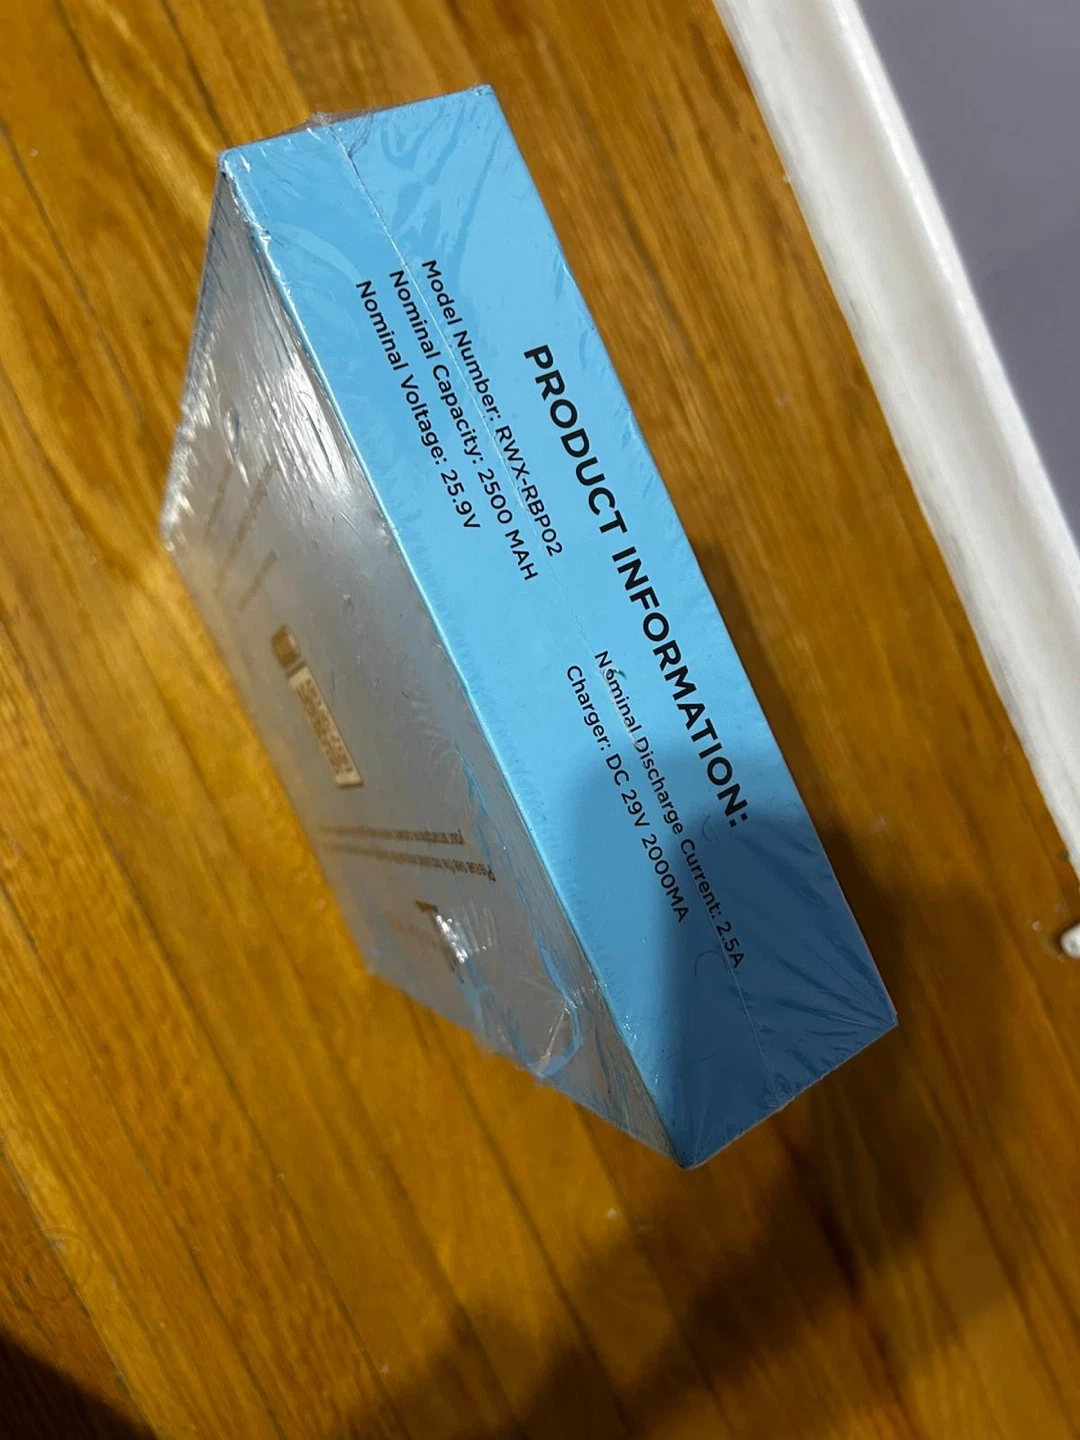 PRODUCT INFORMATION:
Model Number: RWX-RBP02
Nominal Capacity: 2500 MAH
Nominal Voltage: 25.9V
Nominal Discharge Current: 2.5A
Charger: DC 29V 2000MA